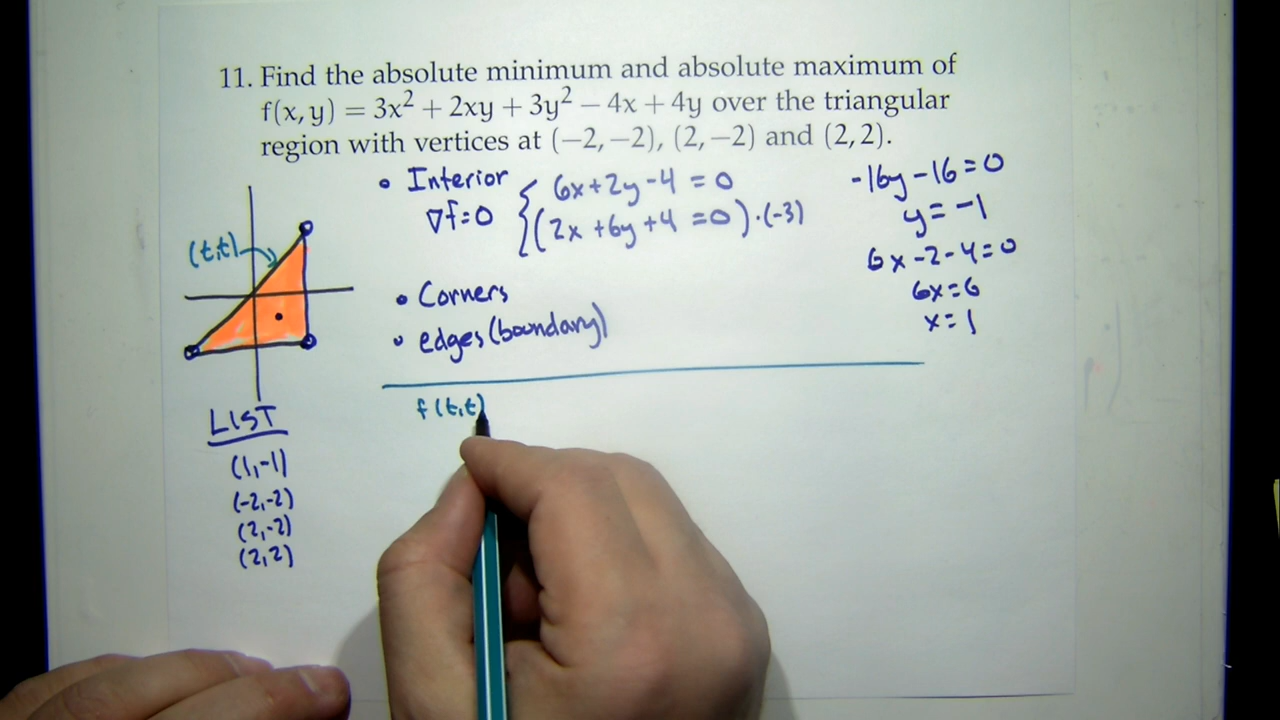 11. Find the absolute minimum and absolute maximum of
f(x,y) = 3x² + 2xy + 3y² − 4x + 4y over the triangular
region with vertices at (−2,−2), (2,−2) and (2,2).
• Interior
∇f=0
{ 6x+2y-4 = 0
(2x+6y+4 =0)·(-3)
-16y-16=0
y=-1
6x-2-4=0
6x=6
x=1
(t,t)
• Corners
• edges(boundary)
LIST
(1,-1)
(-2,-2)
(2,-2)
(2,2)
f(t,t)